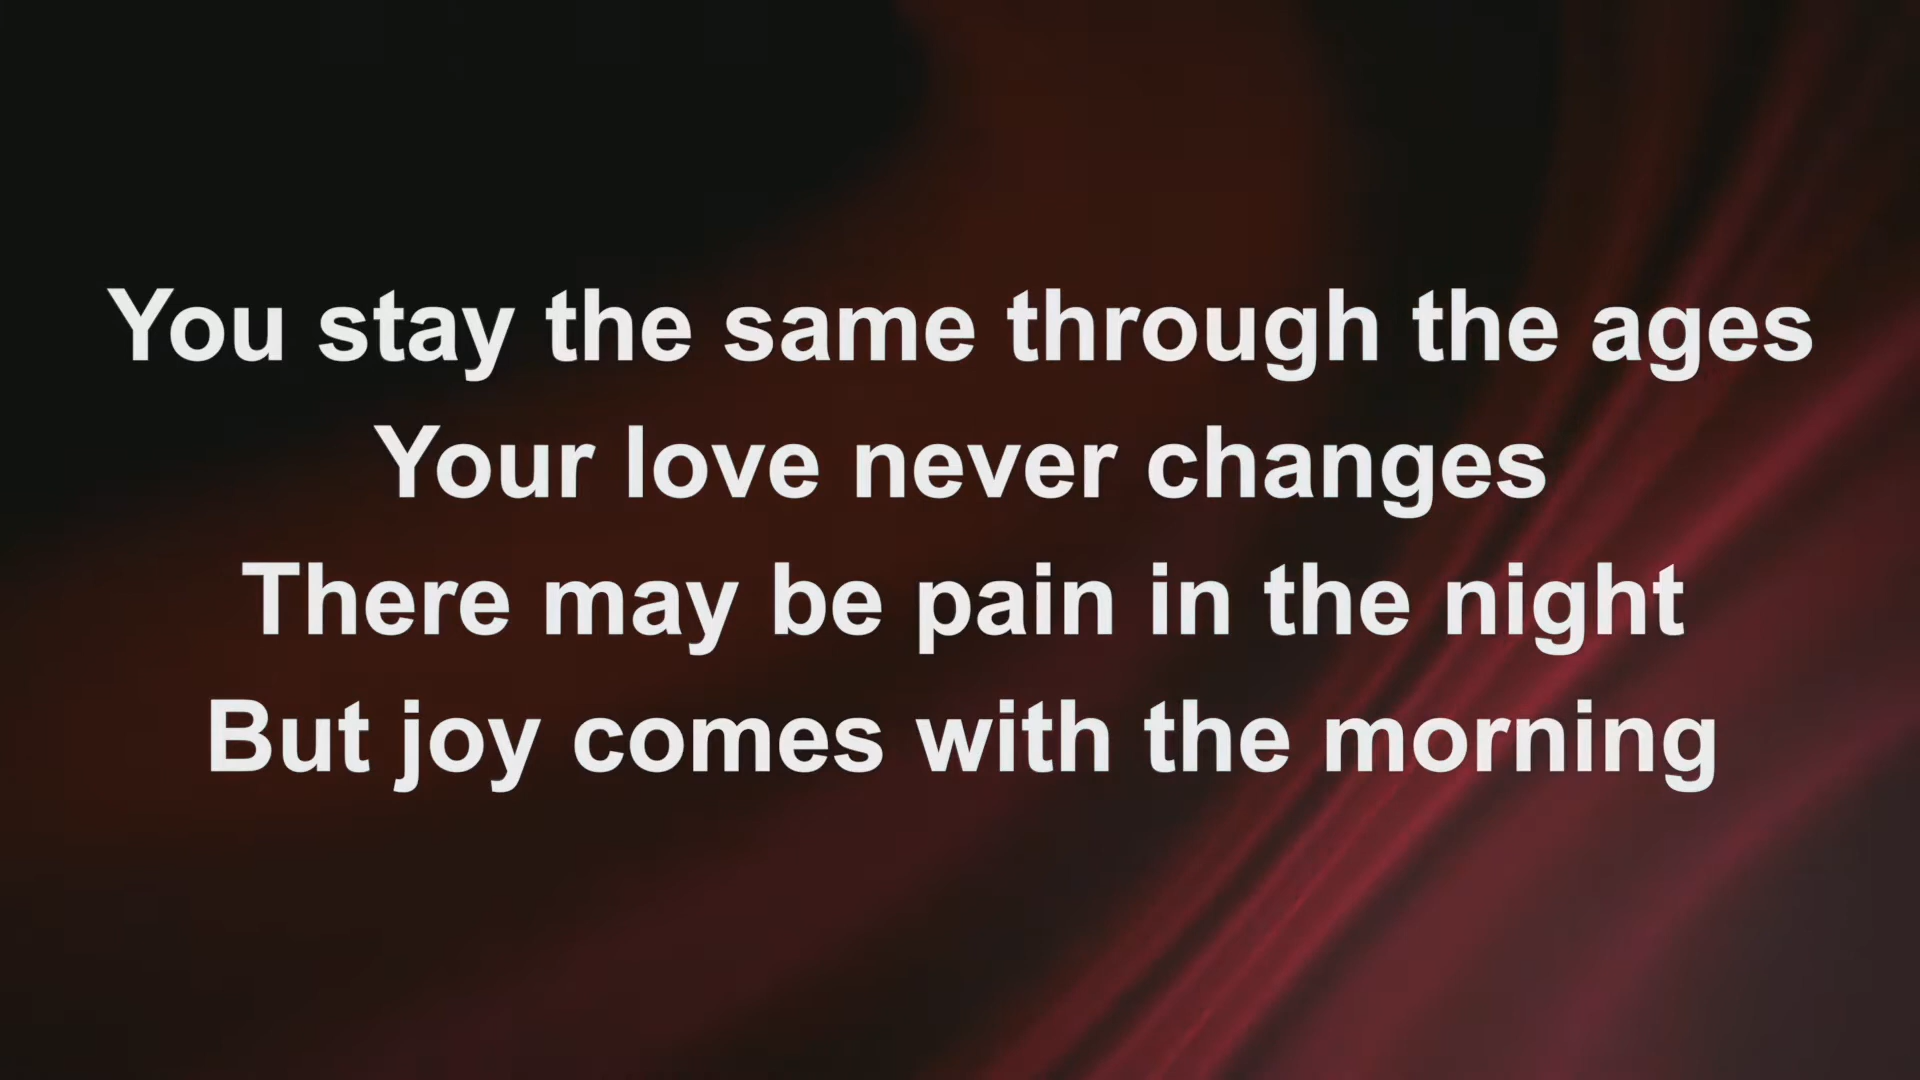 You stay the same through the ages
Your love never changes
There may be pain in the night
But joy comes with the morning